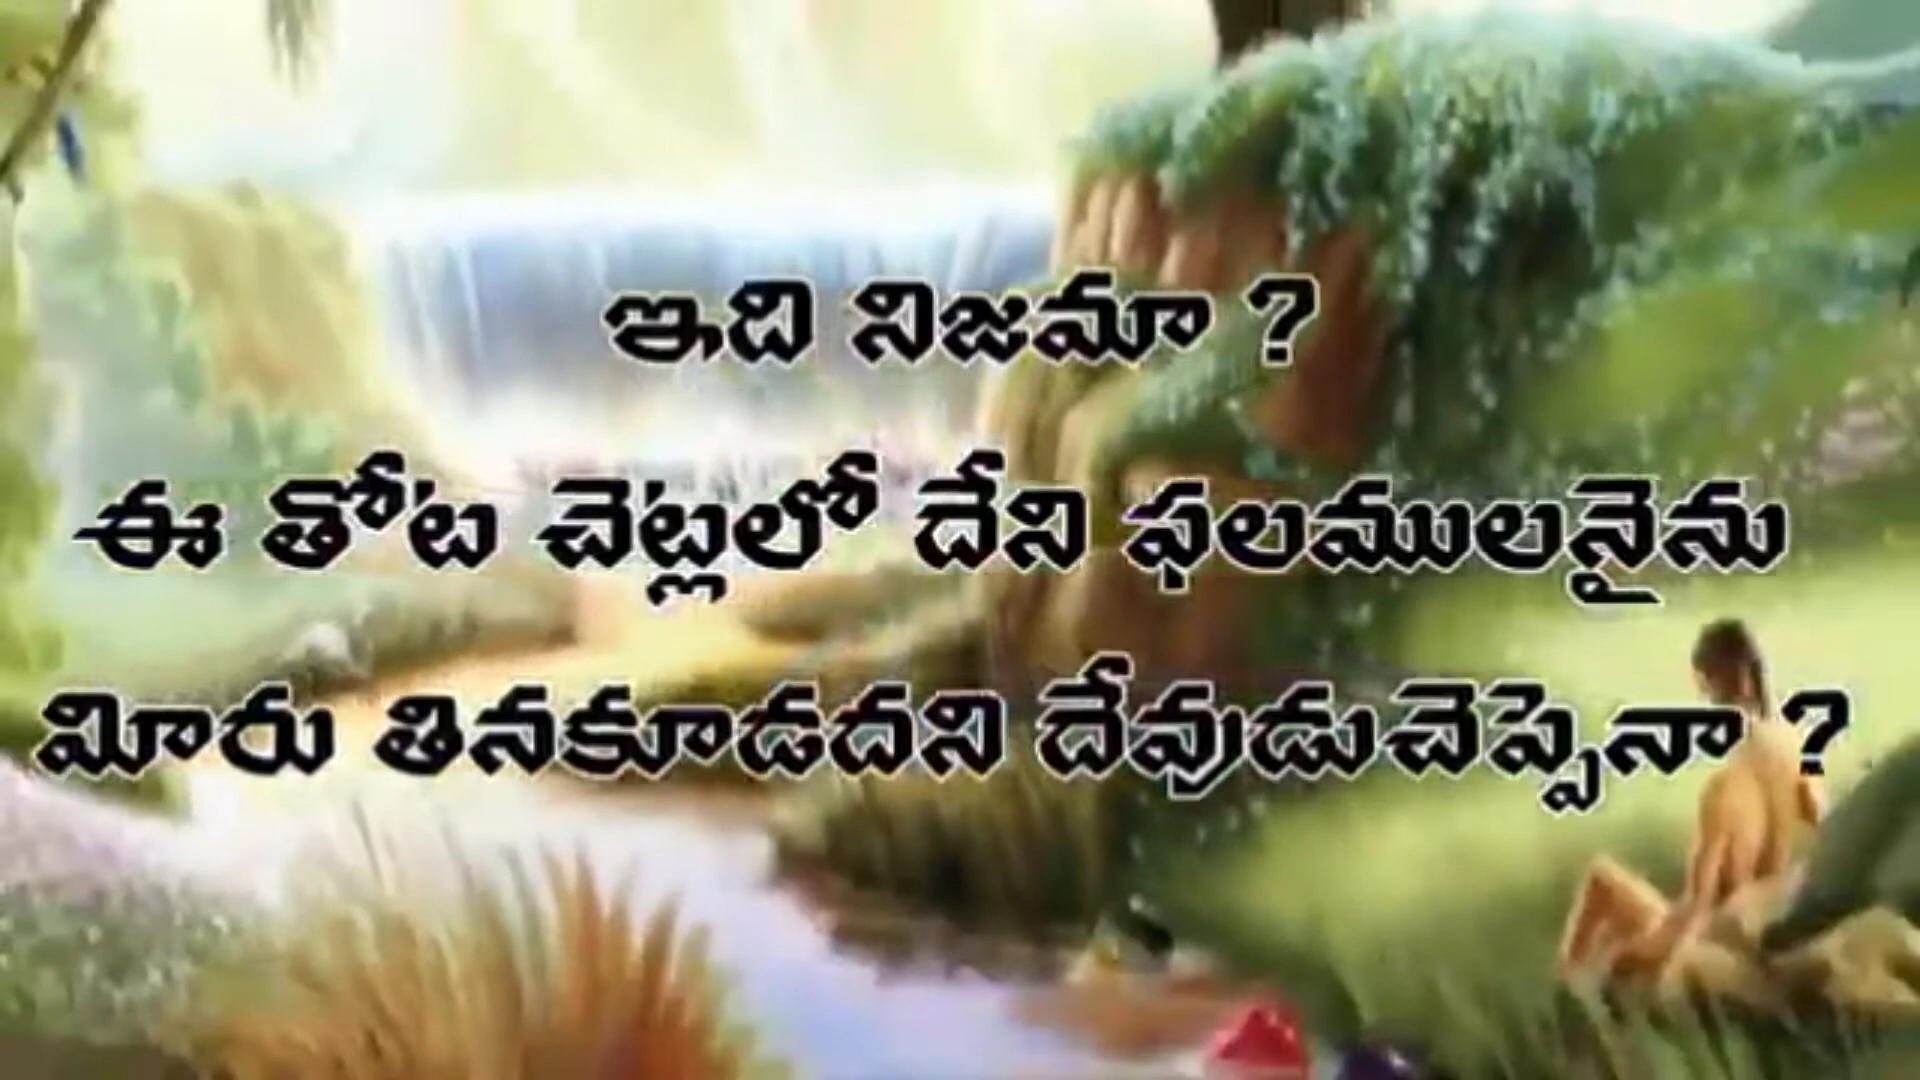 ఇది నిజమా ?
ఈ తోట చెట్లలో దేని ఫలములనైను
మీరు తినకూడదని దేవుడుచెప్పెనా ?